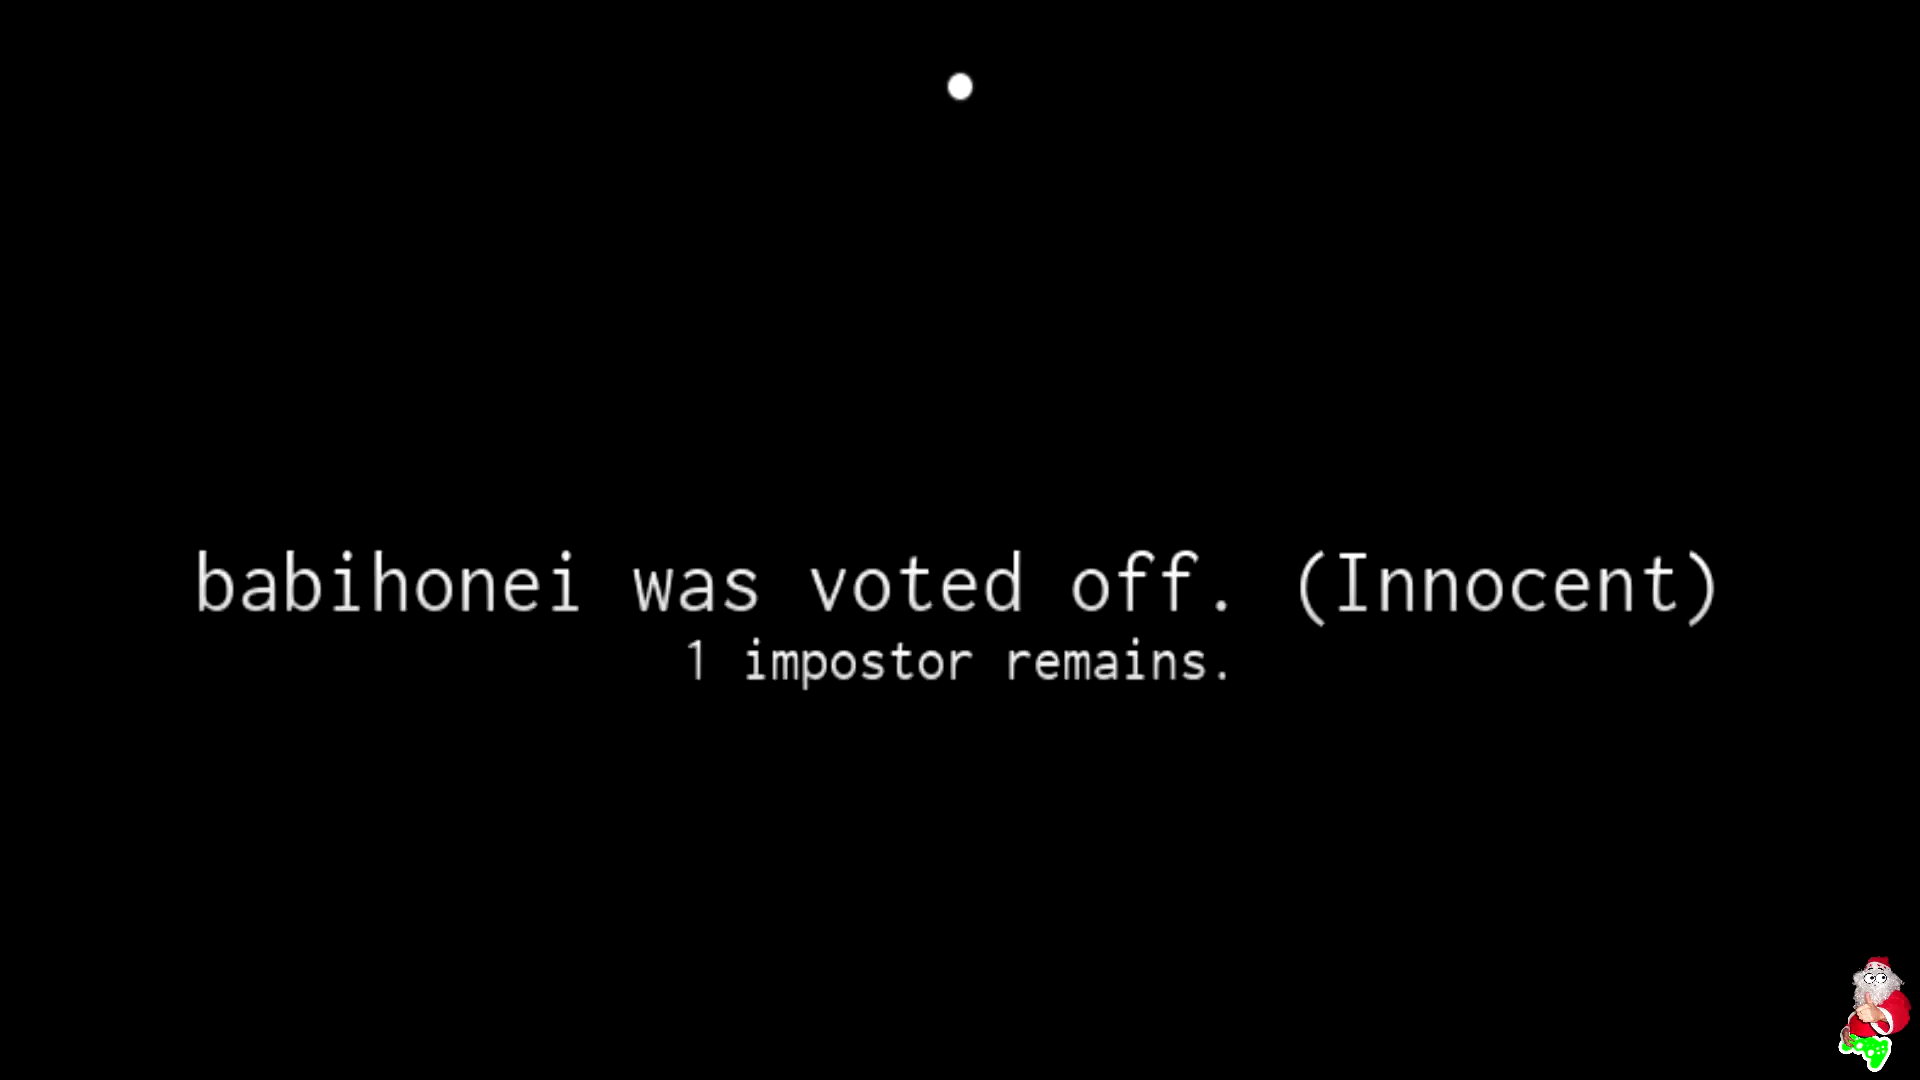 babihonei was voted off. (Innocent)
1 impostor remains.